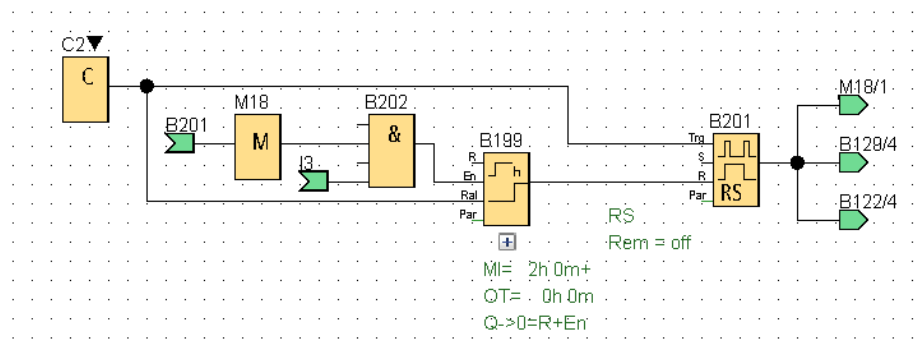 C2▼
C
M18/1
M18
B202
B201
B201
M
&
B199
Trg
B129/4
I3
R
h
S
En
R
RS
Ral
Par
B122/4
Par
RS
Rem = off
MI= 2h 0m+
OT= 0h 0m
Q->0=R+En